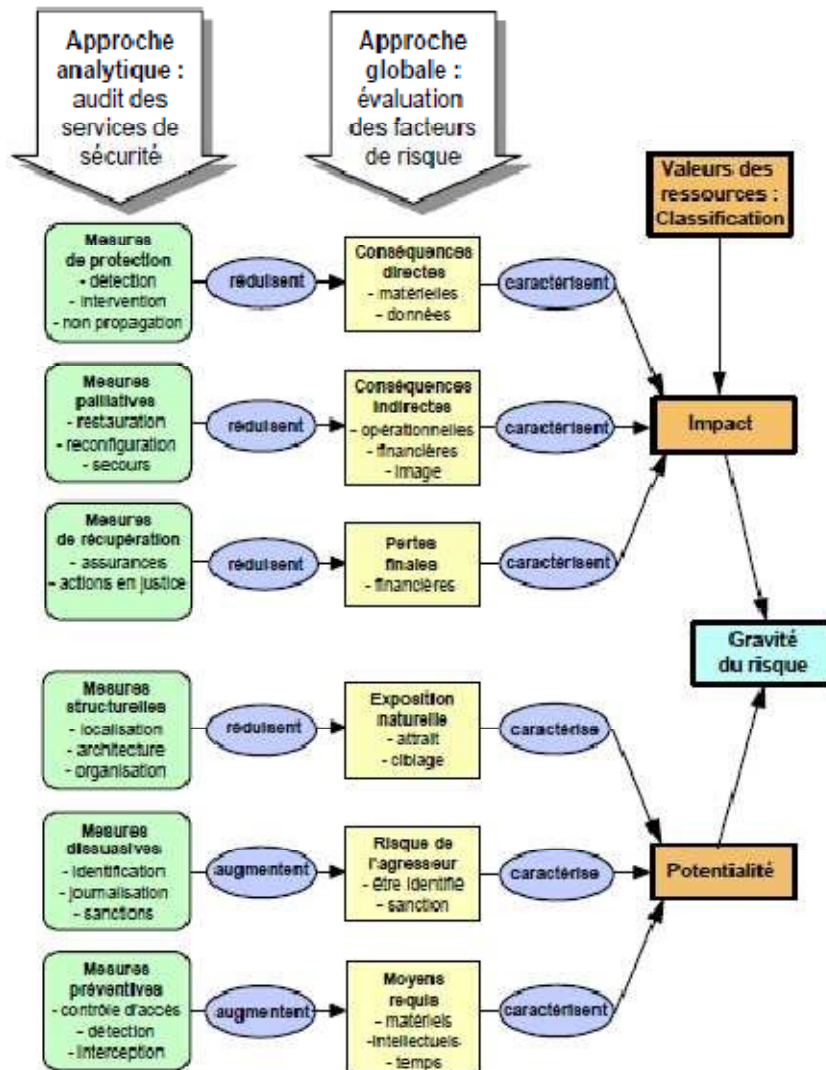 Approche
analytique :
audit des
services de
sécurité
Approche
globale :
évaluation
des facteurs
de risque
Valeurs des
ressources :
Classification
Mesures
de protection
- détection
- intervention
- non propagation
réduisent
Conséquences
directes
- matérielles
- données
caractérisent
Mesures
palliatives
- restauration
- reconfiguration
- secours
réduisent
Conséquences
indirectes
- opérationnelles
- financières
- image
caractérisent
Impact
Mesures
de récupération
- assurances
- actions en justice
réduisent
Pertes
finales
- financières
caractérisent
Gravité
du risque
Mesures
structurelles
- localisation
- architecture
- organisation
réduisent
Exposition
naturelle
- attrait
- ciblage
caractérise
Mesures
dissuasives
- identification
- journalisation
- sanctions
augmentent
Risque de
l'agresseur
- être identifié
- sanction
caractérise
Potentialité
Mesures
préventives
- contrôle d'accès
- détection
- interception
augmentent
Moyens
requis
- matériels
-intellectuels
- temps
caractérisent